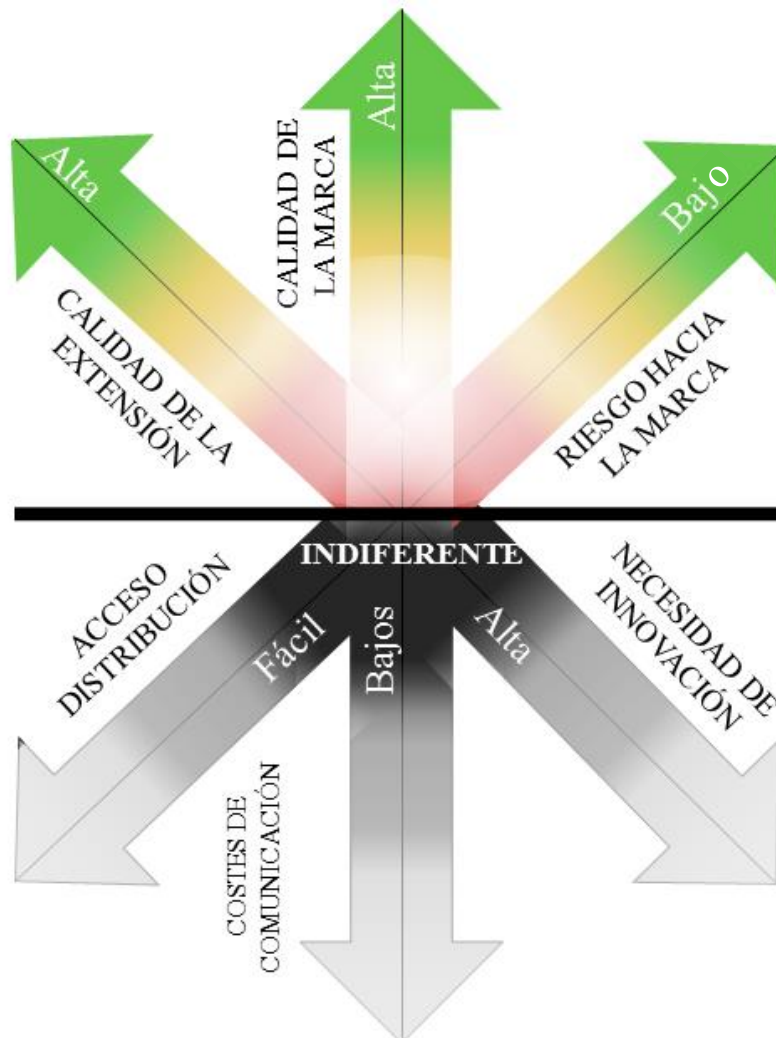 Alta
CALIDAD DE
LA MARCA
Alta
CALIDAD DE LA
EXTENSIÓN
Bajo
RIESGO HACIA
LA MARCA
INDIFERENTE
ACCESO
DISTRIBUCIÓN
Fácil
Bajos
COSTES DE
COMUNICACIÓN
Alta
NECESIDAD DE
INNOVACIÓN